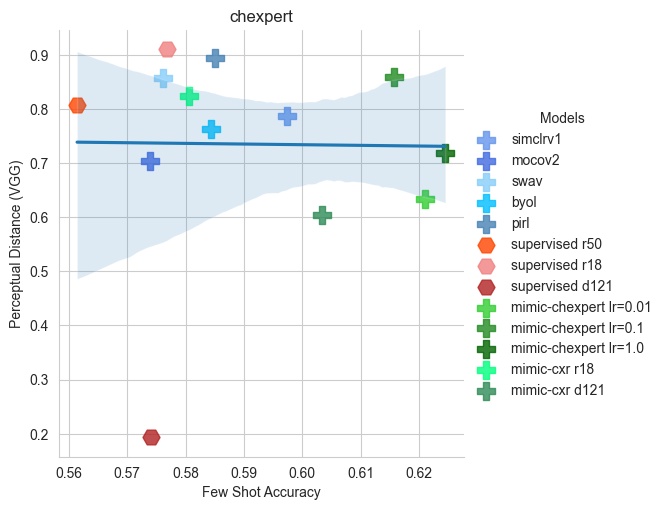 chexpert
0.9
0.8
0.7
0.6
0.5
0.4
0.3
0.2
Perceptual Distance (VGG)
0.56 0.57 0.58 0.59 0.60 0.61 0.62
Few Shot Accuracy
Models
simclrv1
mocov2
swav
byol
pirl
supervised r50
supervised r18
supervised d121
mimic-chexpert lr=0.01
mimic-chexpert lr=0.1
mimic-chexpert lr=1.0
mimic-cxr r18
mimic-cxr d121